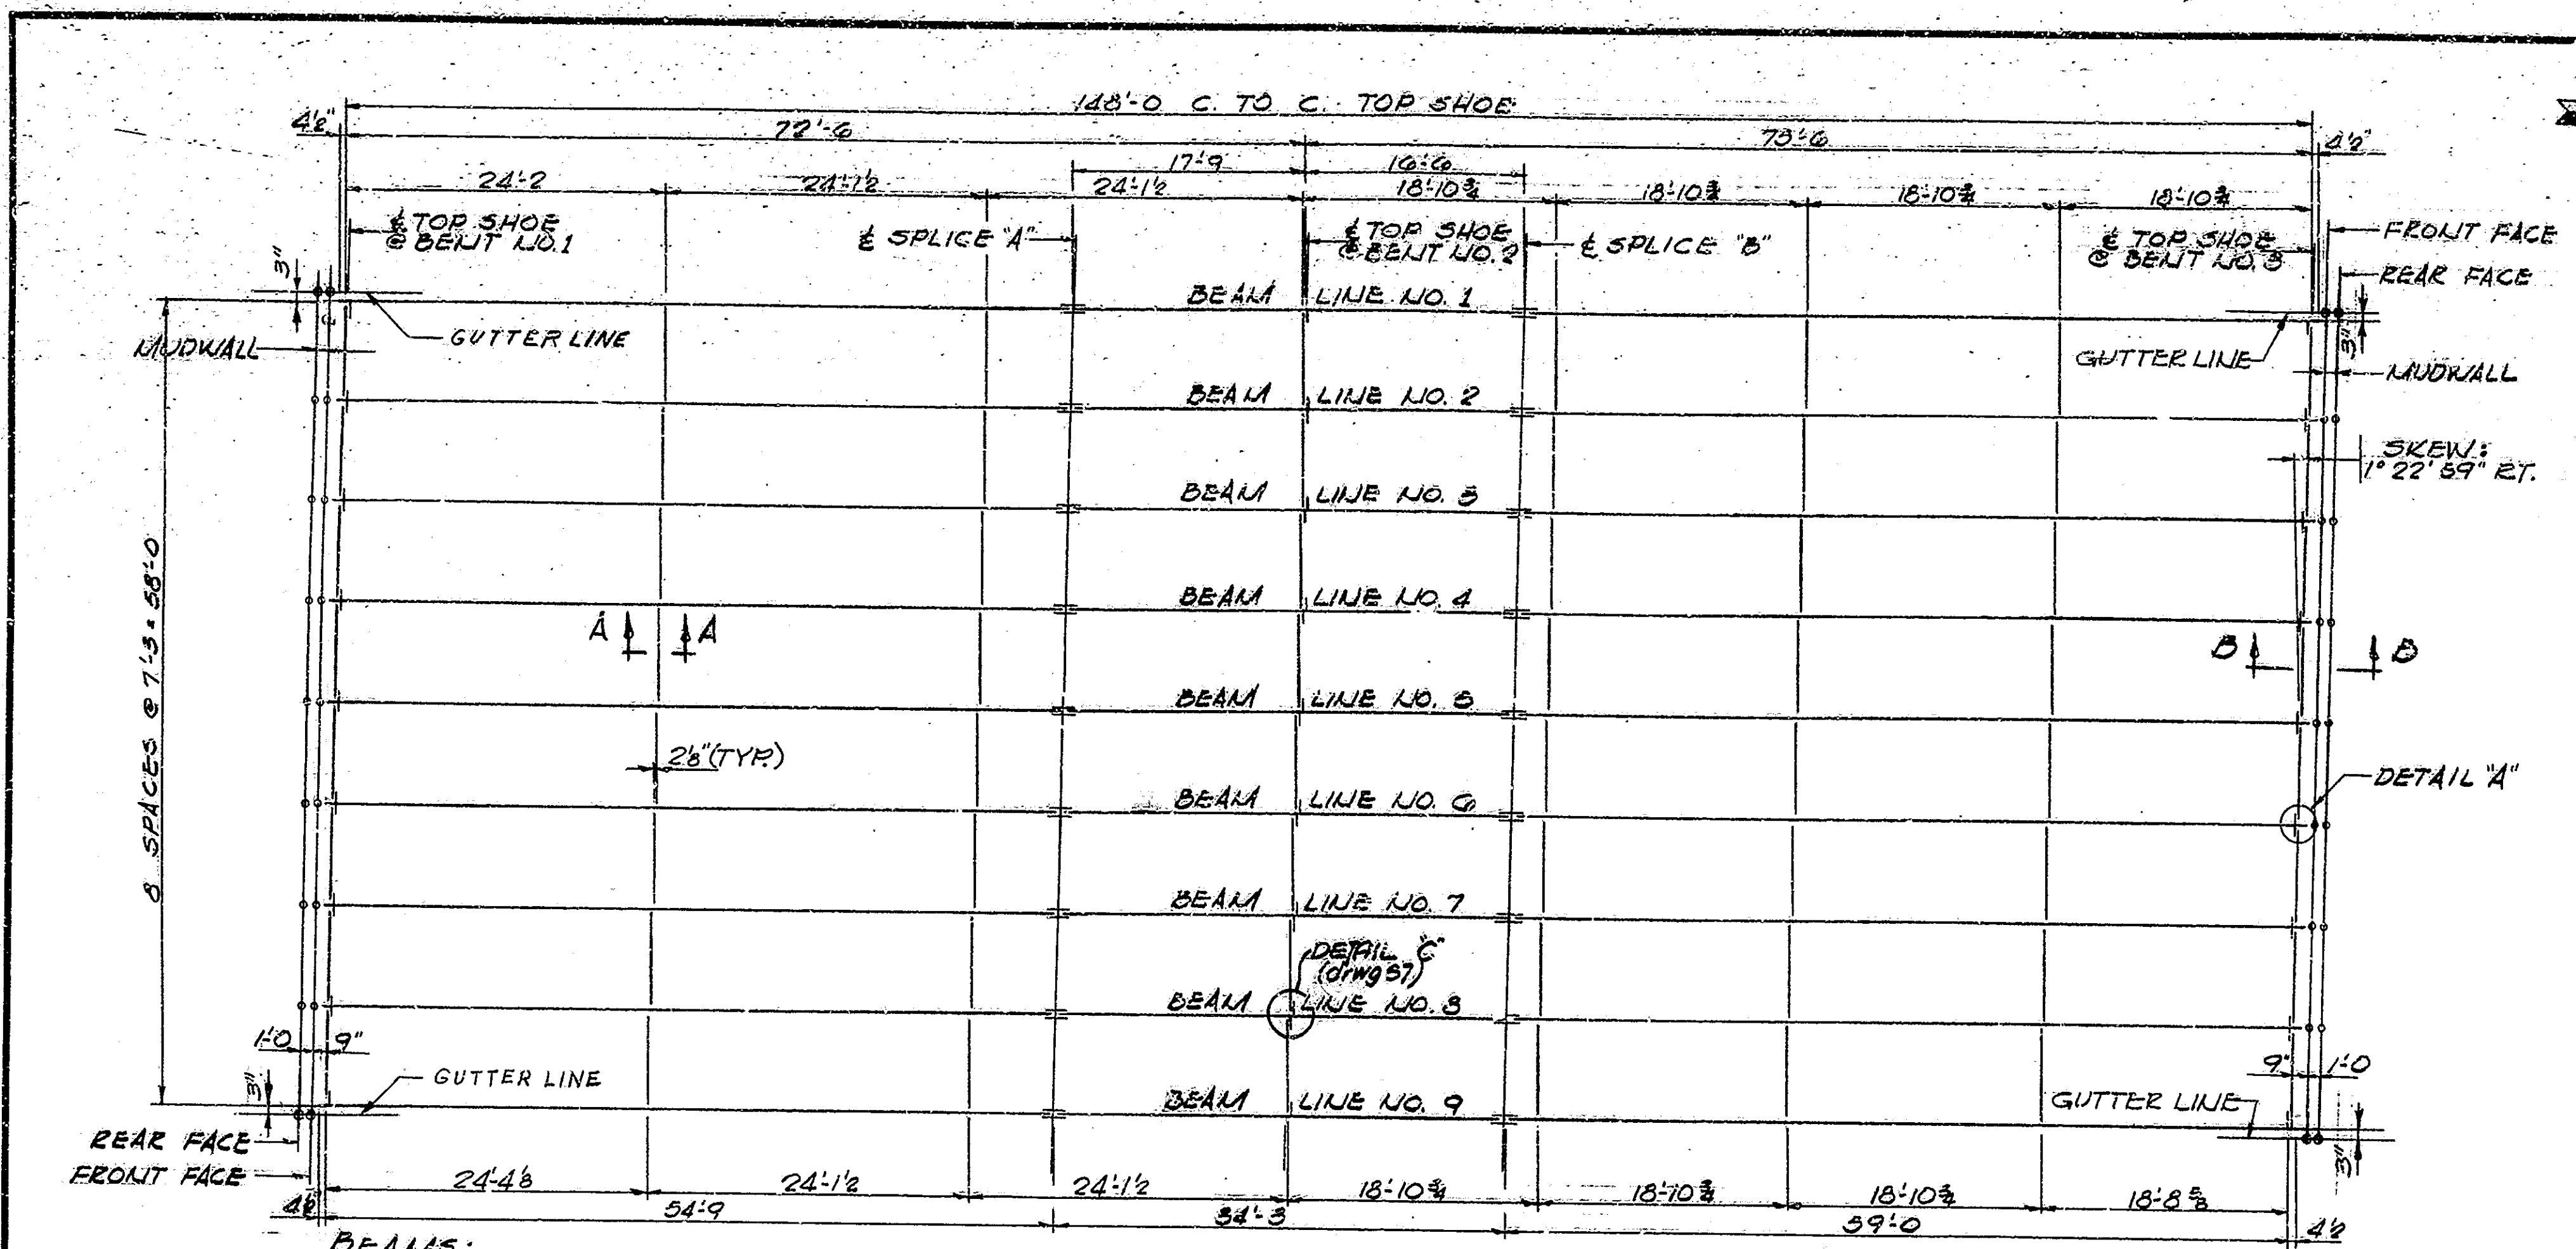 148'-0 C. TO C. TOP SHOE
4½"
72'-6
75'-6
4½"
17'-9
16'-6
24'-2
24'-1½
24'-1½
18'-10¾
18'-10¾
18'-10¾
18'-10¾
℄ TOP SHOE
@ BENT NO. 1
℄ SPLICE "A"
℄ TOP SHOE
@ BENT NO. 2
℄ SPLICE "B"
℄ TOP SHOE
@ BENT NO. 3
FRONT FACE
REAR FACE
3"
BEAM LINE NO. 1
GUTTER LINE
MUDWALL
GUTTER LINE
3"
MUDWALL
BEAM LINE NO. 2
SKEW:
1° 22' 59" RT.
BEAM LINE NO. 3
8 SPACES @ 7'-3 = 58'-0
BEAM LINE NO. 4
A A
B B
BEAM LINE NO. 5
2⅛" (TYP.)
DETAIL "A"
BEAM LINE NO. 6
BEAM LINE NO. 7
DETAIL "C"
(drwg S7)
BEAM LINE NO. 8
1'-0 9"
9" 1'-0
3"
GUTTER LINE
BEAM LINE NO. 9
GUTTER LINE
3"
REAR FACE
FRONT FACE
24'-4⅛
24'-1½
24'-1½
18'-10¾
18'-10¾
18'-10¾
18'-8⅝
4½"
54'-9
34'-3
59'-0
4½
BEAMS: